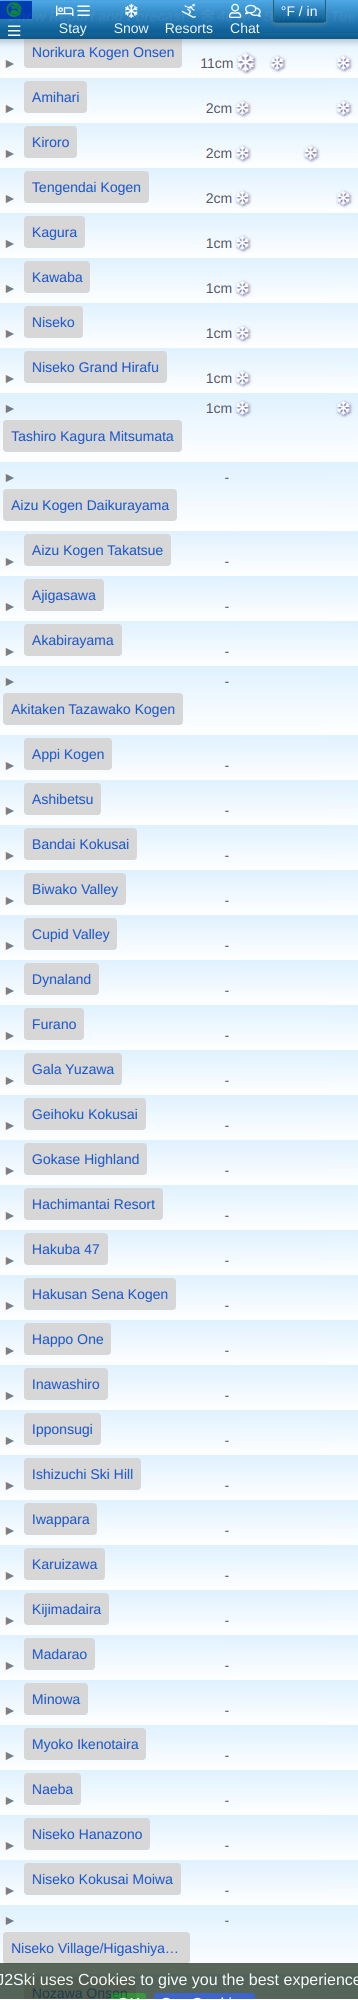 Stay
Snow
Resorts
Chat
°F / in
Norikura Kogen Onsen
11cm
Amihari
2cm
Kiroro
2cm
Tengendai Kogen
2cm
Kagura
1cm
Kawaba
1cm
Niseko
1cm
Niseko Grand Hirafu
1cm
1cm
Tashiro Kagura Mitsumata
-
Aizu Kogen Daikurayama
Aizu Kogen Takatsue
-
Ajigasawa
-
Akabirayama
-
-
Akitaken Tazawako Kogen
Appi Kogen
-
Ashibetsu
-
Bandai Kokusai
-
Biwako Valley
-
Cupid Valley
-
Dynaland
-
Furano
-
Gala Yuzawa
-
Geihoku Kokusai
-
Gokase Highland
-
Hachimantai Resort
-
Hakuba 47
-
Hakusan Sena Kogen
-
Happo One
-
Inawashiro
-
Ipponsugi
-
Ishizuchi Ski Hill
-
Iwappara
-
Karuizawa
-
Kijimadaira
-
Madarao
-
Minowa
-
Myoko Ikenotaira
-
Naeba
-
Niseko Hanazono
-
Niseko Kokusai Moiwa
-
-
Niseko Village/Higashiya…
J2Ski uses Cookies to give you the best experience
Nozawa Onsen